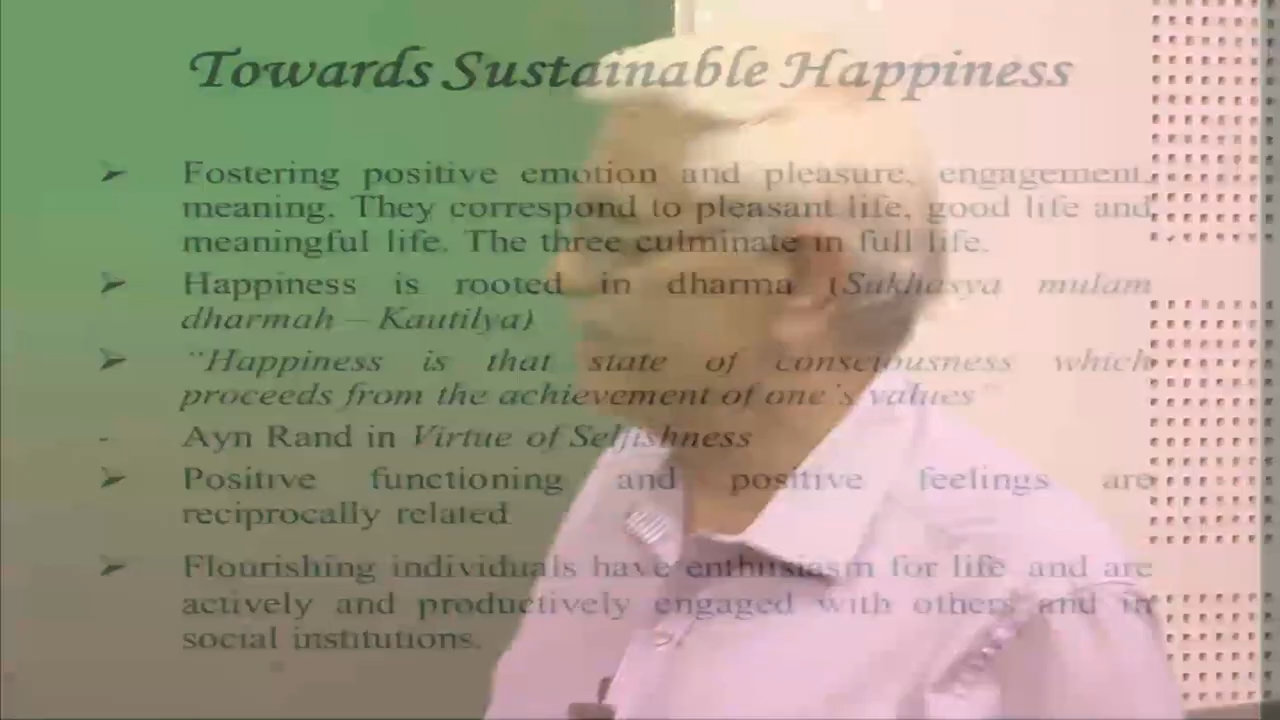 Towards Sustainable Happiness
➢ Fostering positive emotion and pleasure, engagement,
meaning. They correspond to pleasant life, good life and
meaningful life. The three culminate in full life.
➢ Happiness is rooted in dharma (Sukhasya mulam
dharmah – Kautilya)
➢ "Happiness is that state of consciousness which
proceeds from the achievement of one's values"
- Ayn Rand in Virtue of Selfishness
➢ Positive functioning and positive feelings are
reciprocally related
➢ Flourishing individuals have enthusiasm for life and are
actively and productively engaged with others and in
social institutions.